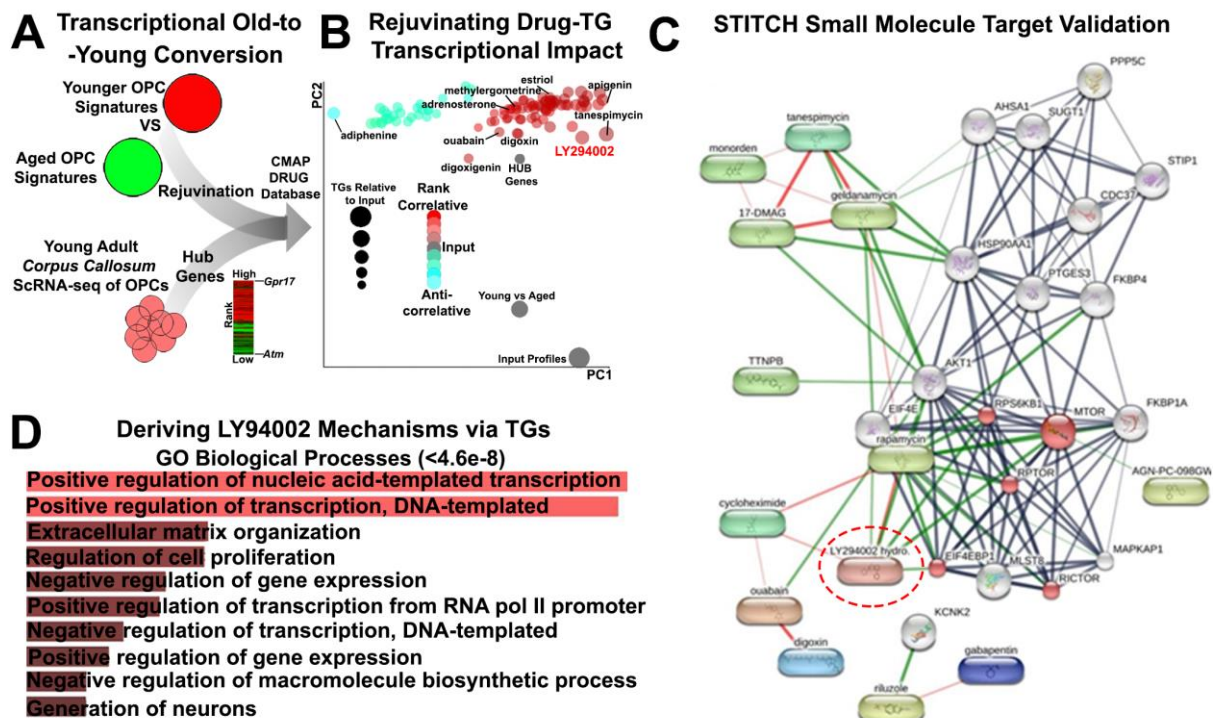 A
Transcriptional Old-to
-Young Conversion
Younger OPC
Signatures
VS
Aged OPC
Signatures
Rejuvination
CMAP
DRUG
Database
Young Adult
Corpus Callosum
ScRNA-seq of OPCs
Hub
Genes
High
Gpr17
Rank
Atm
Low
B
Rejuvinating Drug-TG
Transcriptional Impact
PC2
estriol
methylergometrine
apigenin
adrenosterone
tanespimycin
adiphenine
ouabain
digoxin
LY294002
digoxigenin
HUB
Genes
TGs Relative
to Input
Rank
Correlative
Input
Anti-
correlative
Young vs Aged
Input Profiles
PC1
C
STITCH Small Molecule Target Validation
PPP5C
AHSA1
SUGT1
tanespimycin
monorden
STIP1
geldanamycin
CDC37
17-DMAG
HSP90AA1
PTGES3
FKBP4
TTNPB
AKT1
RPS6KB1
MTOR
FKBP1A
EIF4E
rapamycin
RPTOR
AGN-PC-098GW
cycloheximide
LY294002 hydro.
EIF4EBP1
MLST8
MAPKAP1
RICTOR
ouabain
KCNK2
digoxin
gabapentin
riluzole
D
Deriving LY94002 Mechanisms via TGs
GO Biological Processes (<4.6e-8)
Positive regulation of nucleic acid-templated transcription
Positive regulation of transcription, DNA-templated
Extracellular matrix organization
Regulation of cell proliferation
Negative regulation of gene expression
Positive regulation of transcription from RNA pol II promoter
Negative regulation of transcription, DNA-templated
Positive regulation of gene expression
Negative regulation of macromolecule biosynthetic process
Generation of neurons